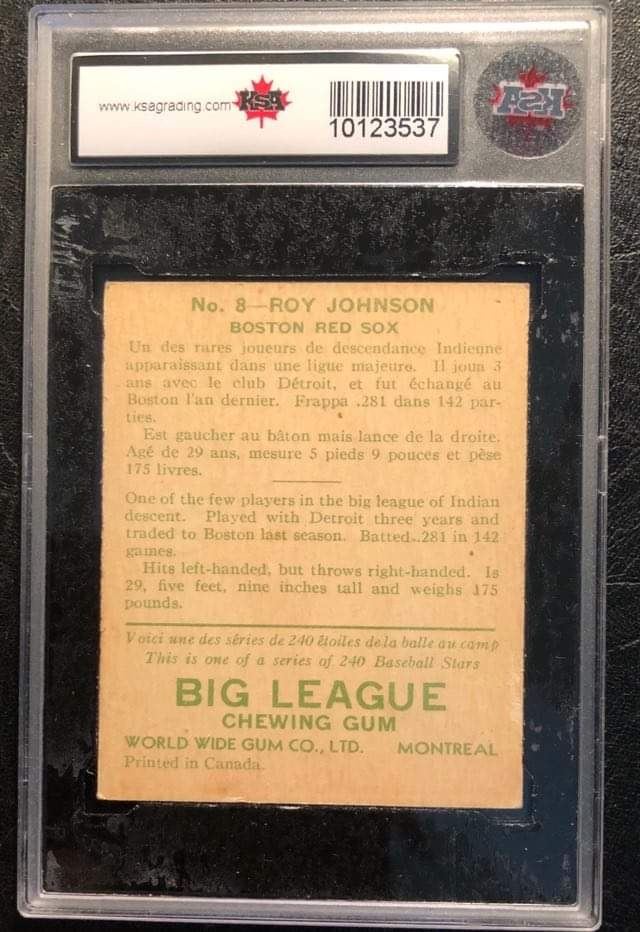 www.ksagrading.com KSA
10123537
KSA
No. 8—ROY JOHNSON
BOSTON RED SOX
Un des rares joueurs de descendance Indienne
apparaissant dans une ligue majeure. Il joua 3
ans avec le club Détroit, et fut échangé au
Boston l'an dernier. Frappa .281 dans 142 par-
ties.
Est gaucher au bâton mais lance de la droite.
Agé de 29 ans, mesure 5 pieds 9 pouces et pèse
175 livres.
One of the few players in the big league of Indian
descent. Played with Detroit three years and
traded to Boston last season. Batted .281 in 142
games.
Hits left-handed, but throws right-handed. Is
29, five feet, nine inches tall and weighs 175
pounds.
Voici une des séries de 240 étoiles de la balle au camp
This is one of a series of 240 Baseball Stars
BIG LEAGUE
CHEWING GUM
WORLD WIDE GUM CO., LTD. MONTREAL
Printed in Canada.